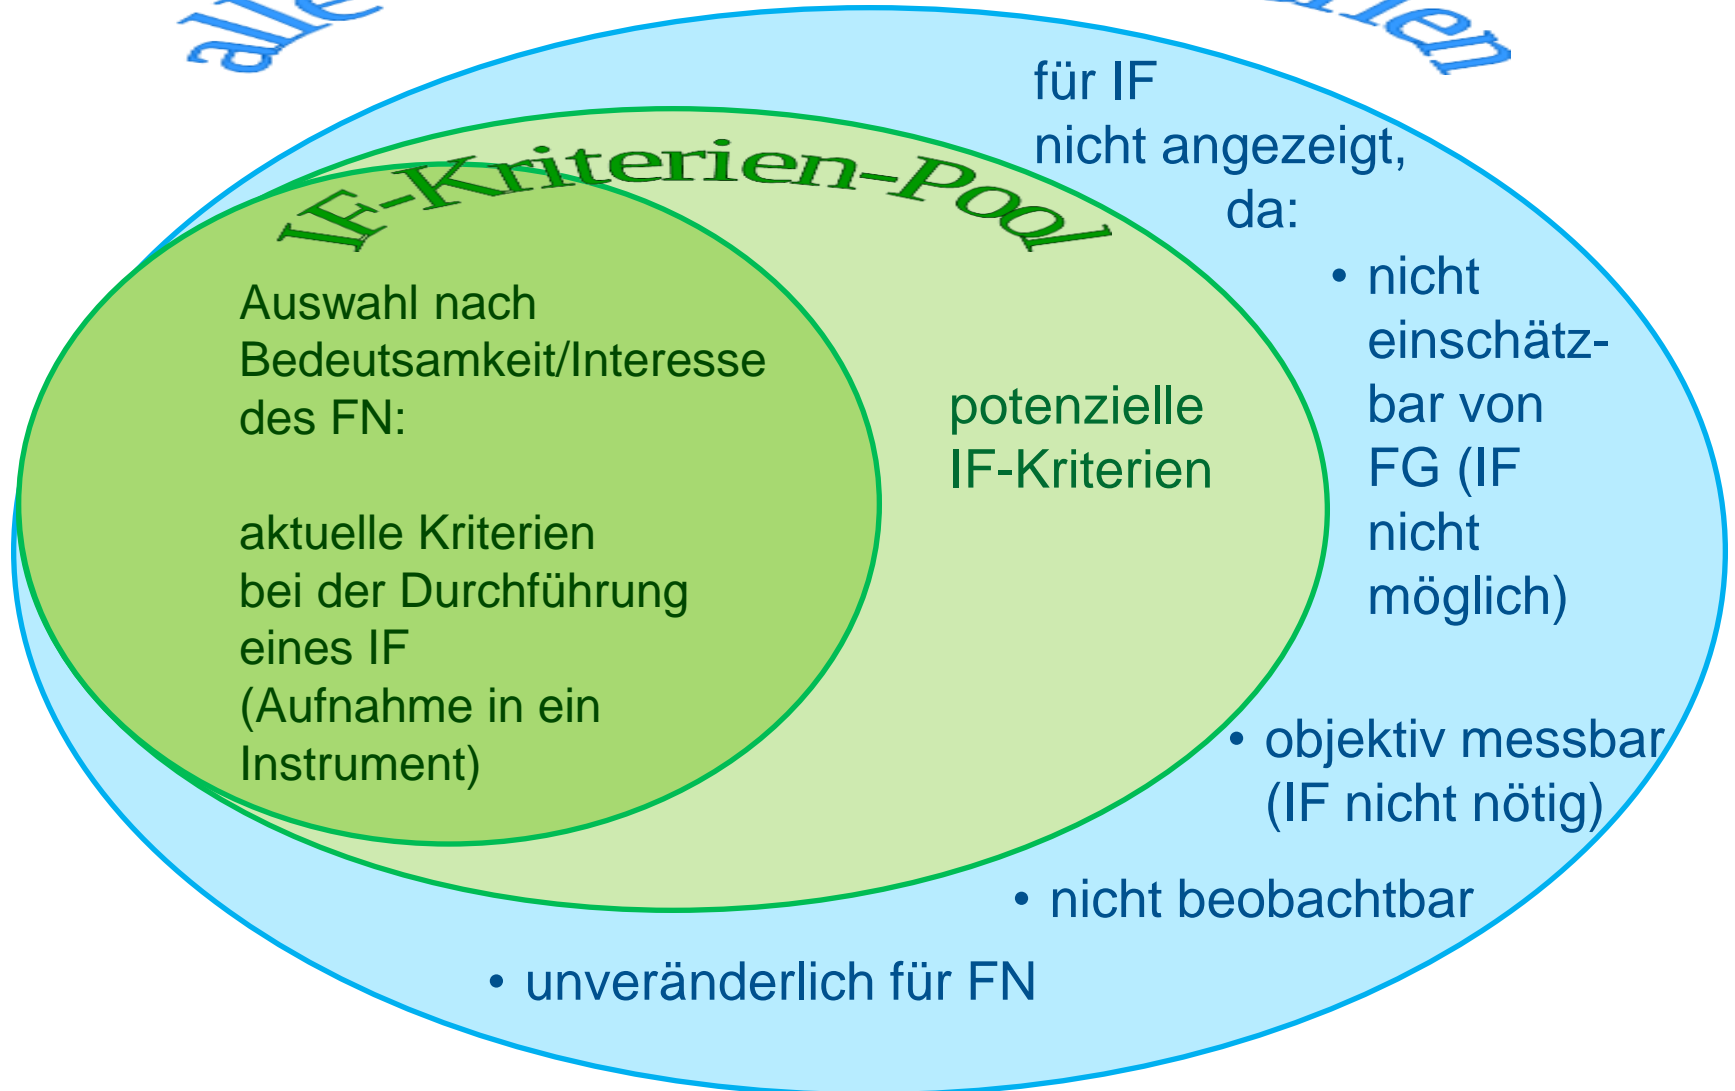 alle
IF-Kriterien-Pool
Auswahl nach
Bedeutsamkeit/Interesse
des FN:
aktuelle Kriterien
bei der Durchführung
eines IF
(Aufnahme in ein
Instrument)
potenzielle
IF-Kriterien
für IF
nicht angezeigt,
da:
• nicht
einschätz-
bar von
FG (IF
nicht
möglich)
• objektiv messbar
(IF nicht nötig)
• nicht beobachtbar
• unveränderlich für FN